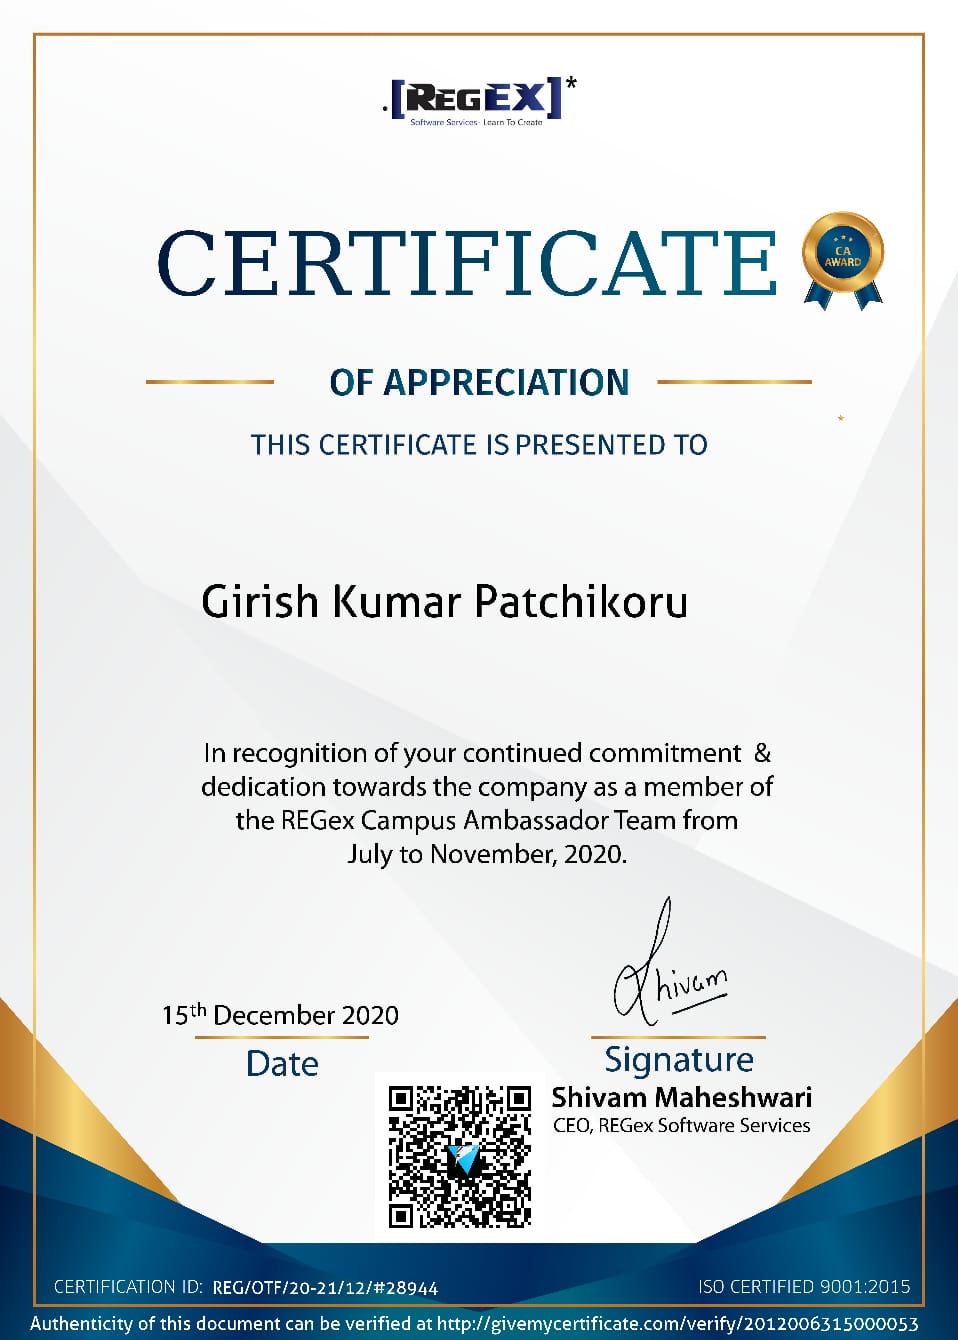 .[REGEX]*
Software Services- Learn To Create
CERTIFICATE
CA
AWARD
OF APPRECIATION
THIS CERTIFICATE IS PRESENTED TO
Girish Kumar Patchikoru
In recognition of your continued commitment &
dedication towards the company as a member of
the REGex Campus Ambassador Team from
July to November, 2020.
Shivam
15th December 2020
Date
Signature
Shivam Maheshwari
CEO, REGex Software Services
CERTIFICATION ID: REG/OTF/20-21/12/#28944
ISO CERTIFIED 9001:2015
Authenticity of this document can be verified at http://givemycertificate.com/verify/2012006315000053